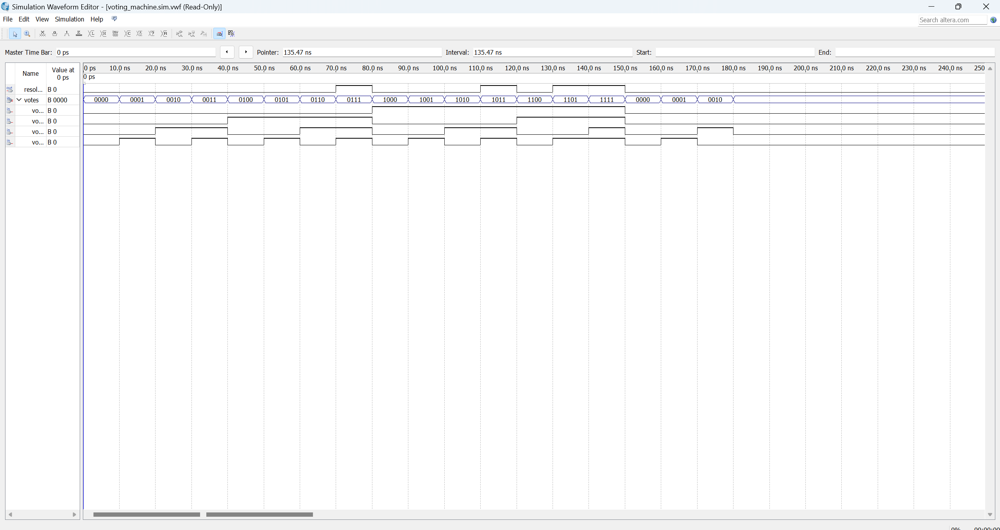 Simulation Waveform Editor - [voting_machine.sim.vwf (Read-Only)]
File Edit View Simulation Help
Search altera.com
Master Time Bar: 0 ps Pointer: 135.47 ns Interval: 135.47 ns Start: End:
Name Value at 0 ps
0 ps 10.0 ns 20.0 ns 30.0 ns 40.0 ns 50.0 ns 60.0 ns 70.0 ns 80.0 ns 90.0 ns 100.0 ns 110.0 ns 120.0 ns 130.0 ns 140.0 ns 150.0 ns 160.0 ns 170.0 ns 180.0 ns 190.0 ns 200.0 ns 210.0 ns 220.0 ns 230.0 ns 240.0 ns 250
0 ps
out resol... B 0
in votes B 0000 0000 0001 0010 0011 0100 0101 0110 0111 1000 1001 1010 1011 1100 1101 1111 0000 0001 0010
in vo... B 0
in vo... B 0
in vo... B 0
in vo... B 0
0% 00:00:00